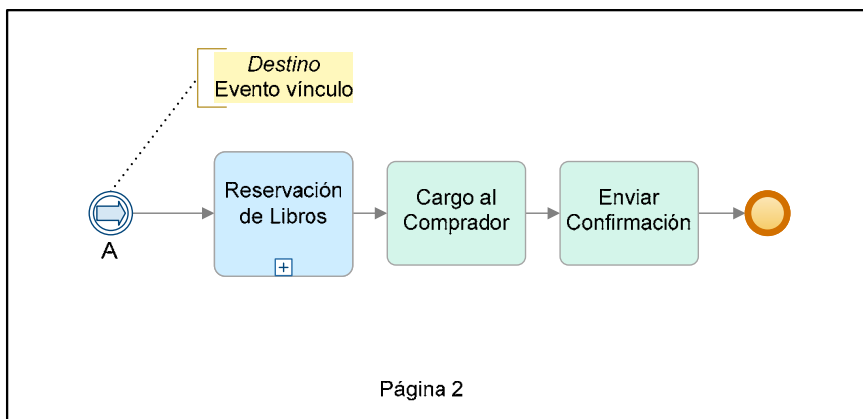 Destino
Evento vínculo
A
Reservación
de Libros
Cargo al
Comprador
Enviar
Confirmación
Página 2